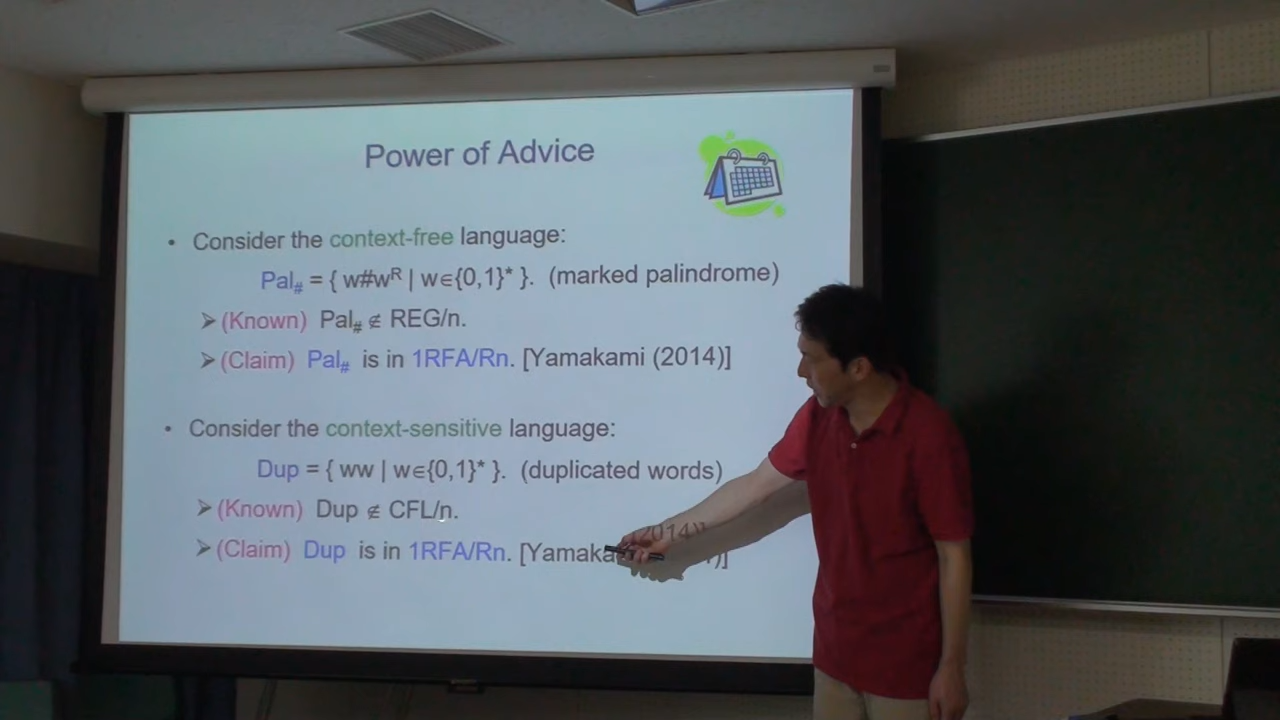 Power of Advice
• Consider the context-free language:
Pal# = { w#wᴿ | w∈{0,1}* }. (marked palindrome)
➢ (Known) Pal# ∉ REG/n.
➢ (Claim) Pal# is in 1RFA/Rn. [Yamakami (2014)]
• Consider the context-sensitive language:
Dup = { ww | w∈{0,1}* }. (duplicated words)
➢ (Known) Dup ∉ CFL/n.
➢ (Claim) Dup is in 1RFA/Rn.